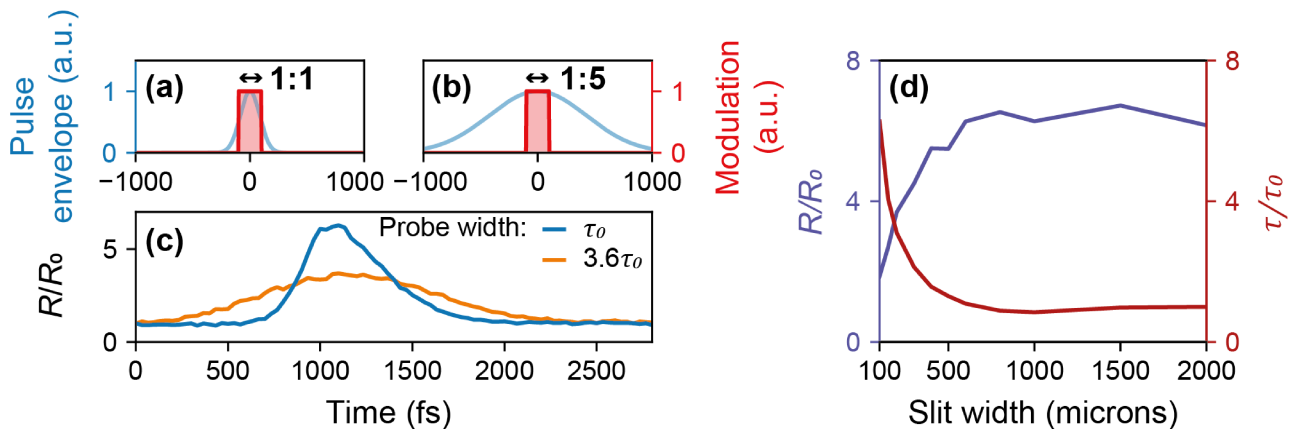 Pulse
envelope (a.u.)
1
0
(a)
1:1
−1000
0
1000
(b)
1:5
−1000
0
1000
1
0
Modulation
(a.u.)
R/R₀
5
0
(c)
Probe width:
τ₀
3.6τ₀
0
500
1000
1500
2000
2500
Time (fs)
R/R₀
8
4
0
(d)
8
4
0
τ/τ₀
100
500
1000
1500
2000
Slit width (microns)